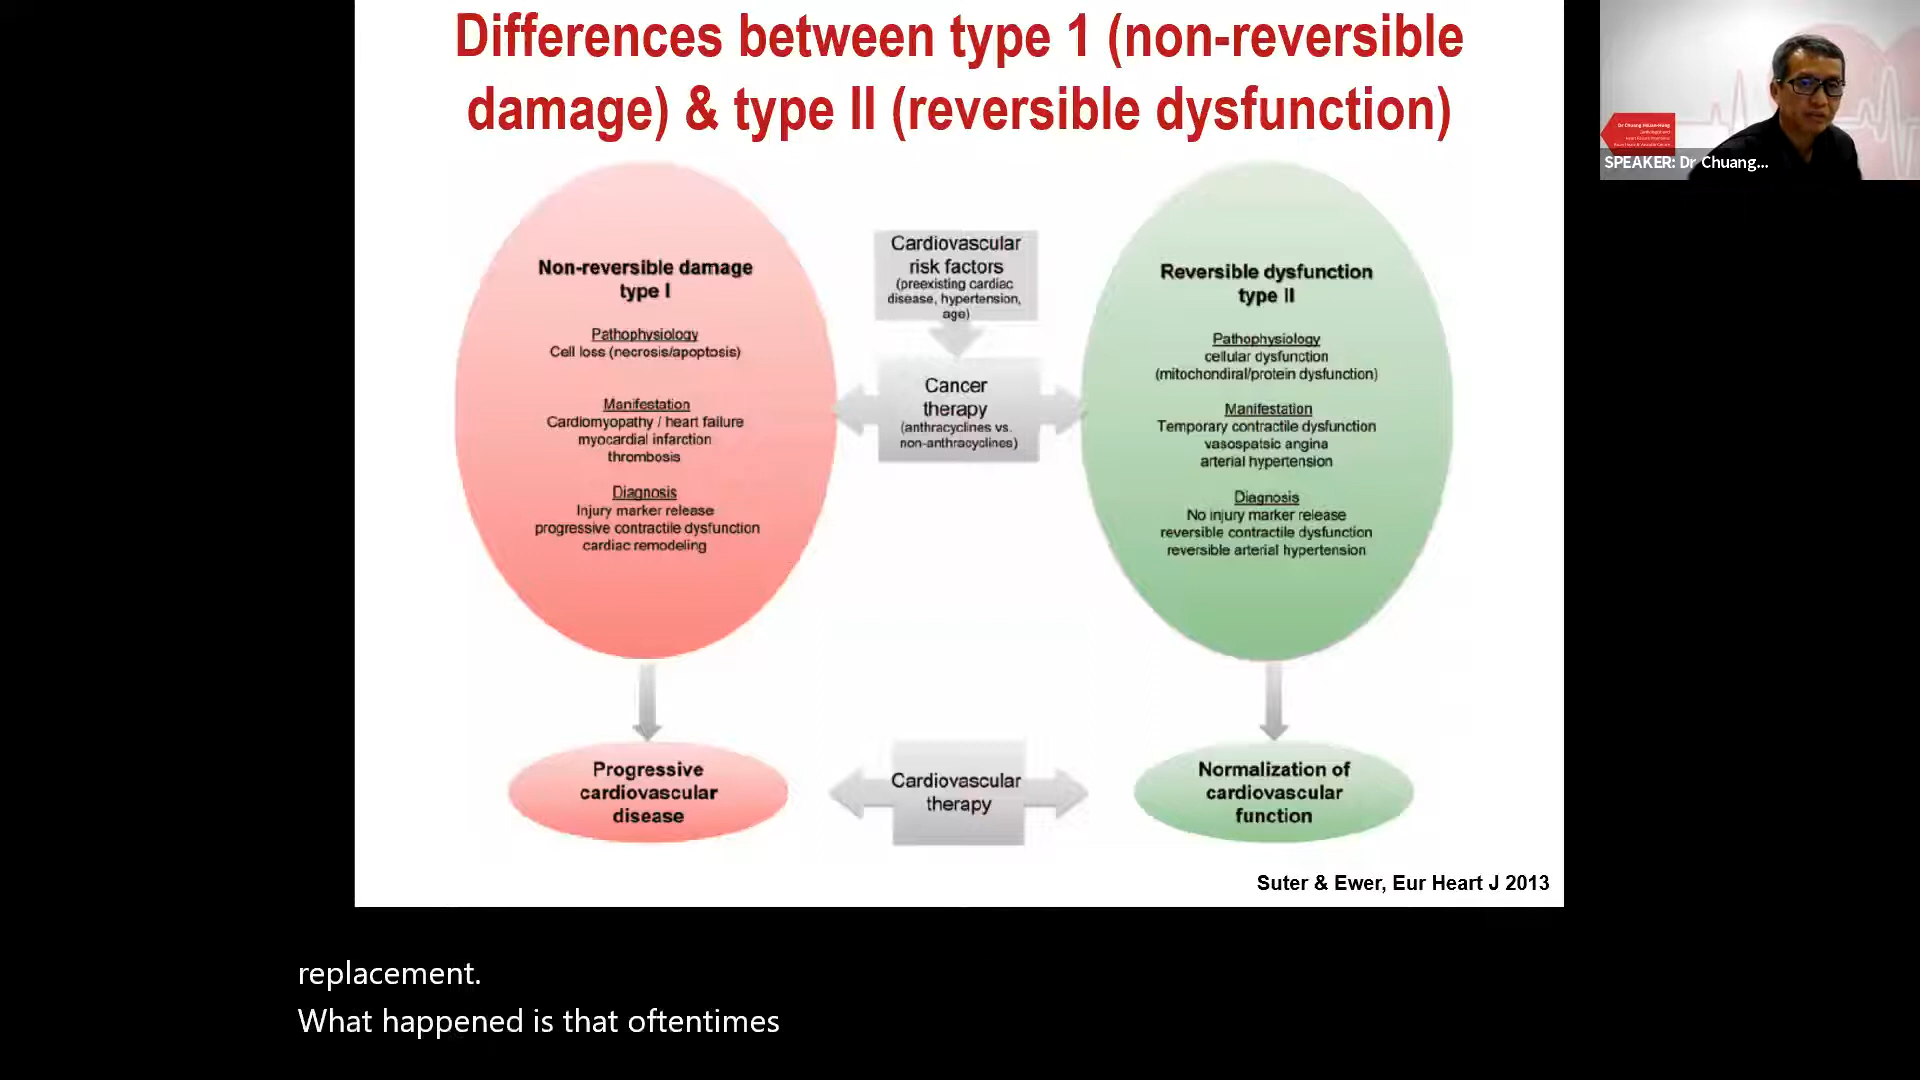 Differences between type 1 (non-reversible
damage) & type II (reversible dysfunction)
Non-reversible damage
type I
Pathophysiology
Cell loss (necrosis/apoptosis)
Manifestation
Cardiomyopathy / heart failure
myocardial infarction
thrombosis
Diagnosis
Injury marker release
progressive contractile dysfunction
cardiac remodeling
Cardiovascular
risk factors
(preexisting cardiac
disease, hypertension,
age)
Cancer
therapy
(anthracyclines vs.
non-anthracyclines)
Reversible dysfunction
type II
Pathophysiology
cellular dysfunction
(mitochondiral/protein dysfunction)
Manifestation
Temporary contractile dysfunction
vasospatsic angina
arterial hypertension
Diagnosis
No injury marker release
reversible contractile dysfunction
reversible arterial hypertension
Progressive
cardiovascular
disease
Cardiovascular
therapy
Normalization of
cardiovascular
function
Suter & Ewer, Eur Heart J 2013
SPEAKER: Dr Chuang...
replacement.
What happened is that oftentimes